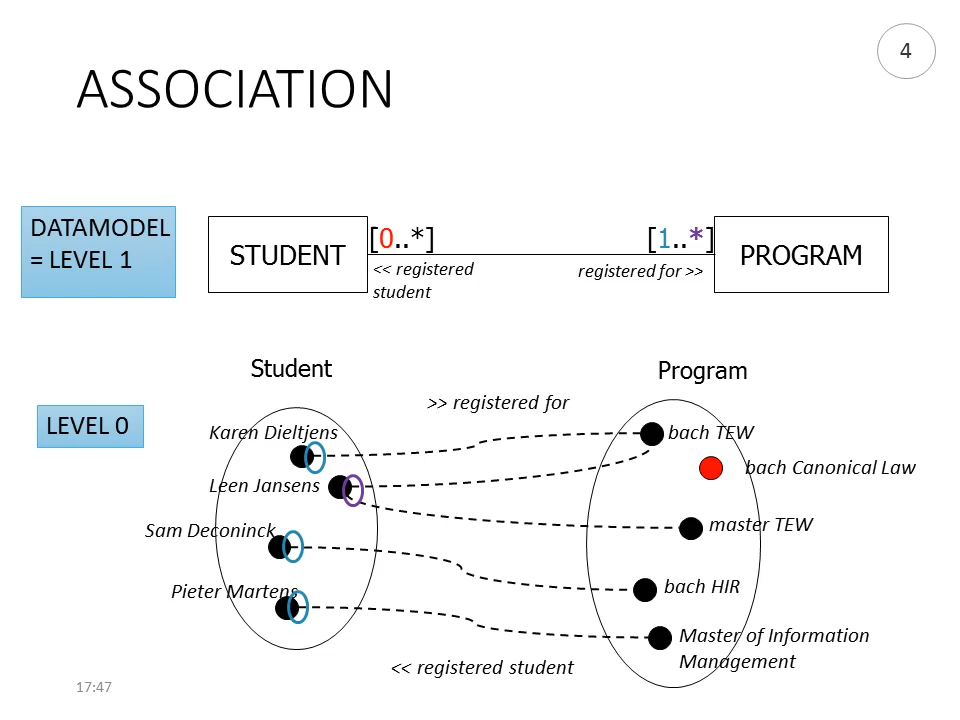 4
ASSOCIATION
DATAMODEL
= LEVEL 1
STUDENT
[0..*]
<< registered
student
[1..*]
registered for >>
PROGRAM
Student
Program
LEVEL 0
>> registered for
Karen Dieltjens
bach TEW
bach Canonical Law
Leen Jansens
master TEW
Sam Deconinck
bach HIR
Pieter Martens
Master of Information
Management
<< registered student
17:47